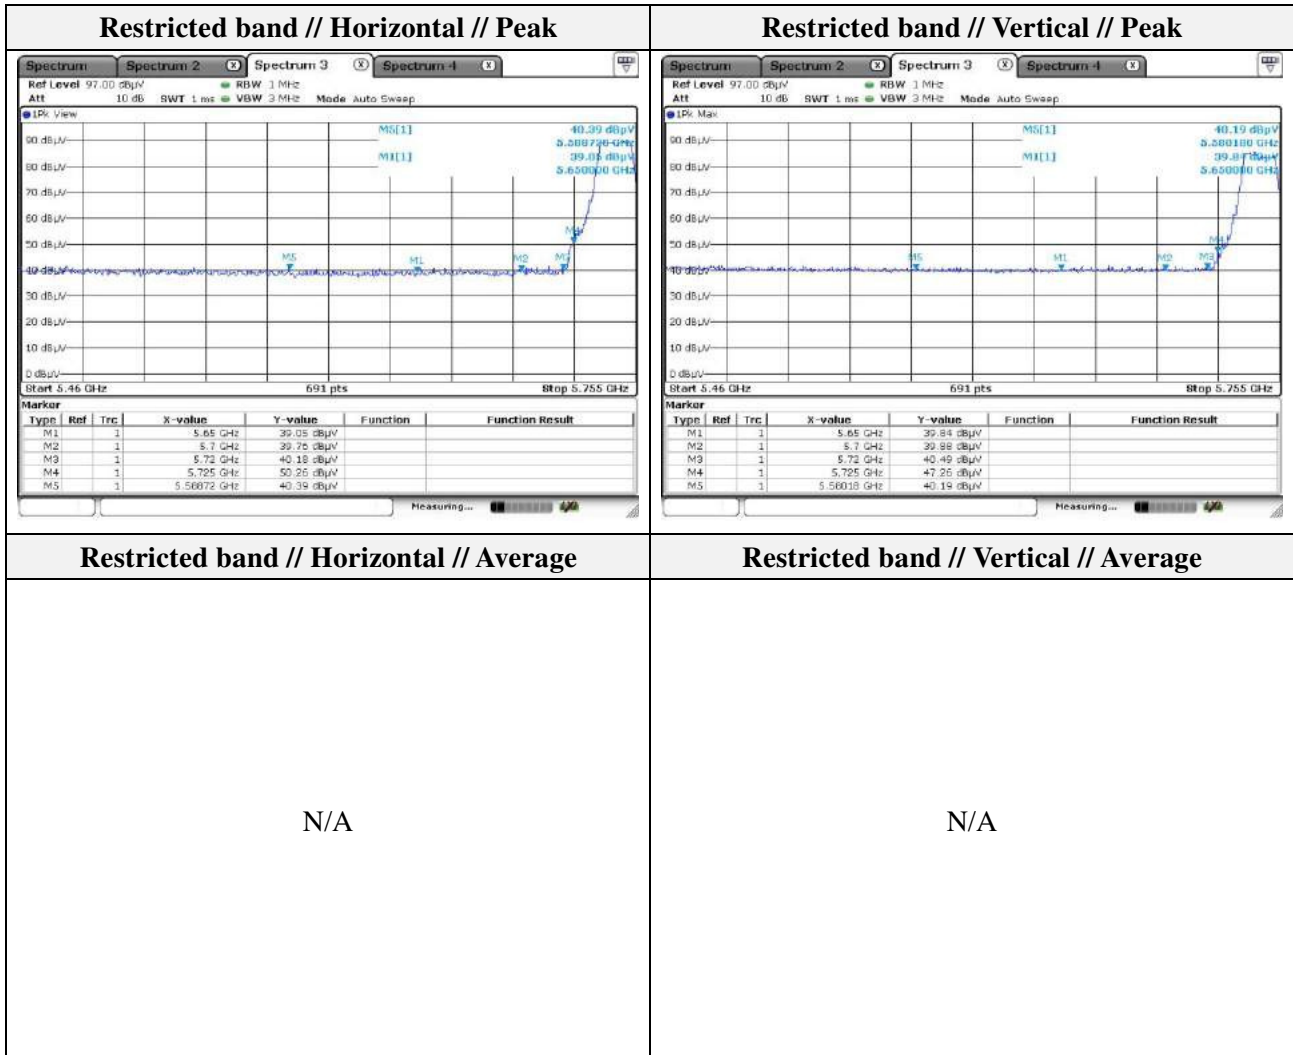 Restricted band // Horizontal // Peak
Restricted band // Vertical // Peak
Spectrum Spectrum 2 Spectrum 3 Spectrum 4
Ref Level 97.00 dBµV RBW 1 MHz
Att 10 dB SWT 1 ms VBW 3 MHz Mode Auto Sweep
1Pk View
M5[1] 40.39 dBµV
M1[1] 39.05 dBµV
5.650000 GHz
90 dBµV
80 dBµV
70 dBµV
60 dBµV
50 dBµV
40 dBµV
30 dBµV
20 dBµV
10 dBµV
0 dBµV
M5 M1 M2
Start 5.46 GHz 691 pts Stop 5.755 GHz
Marker
Type Ref Trc X-value Y-value Function Function Result
M1 1 5.65 GHz 39.05 dBµV
M2 1 5.7 GHz 39.76 dBµV
M3 1 5.72 GHz 40.18 dBµV
M4 1 5.725 GHz 50.26 dBµV
M5 1 5.58872 GHz 40.39 dBµV
Measuring...
Spectrum Spectrum 2 Spectrum 3 Spectrum 4
Ref Level 97.00 dBµV RBW 1 MHz
Att 10 dB SWT 1 ms VBW 3 MHz Mode Auto Sweep
1Pk Max
M5[1] 40.19 dBµV
5.580180 GHz
M1[1] 39.84 dBµV
5.650000 GHz
90 dBµV
80 dBµV
70 dBµV
60 dBµV
50 dBµV
40 dBµV
30 dBµV
20 dBµV
10 dBµV
0 dBµV
M4
M5 M1 M2 M3
Start 5.46 GHz 691 pts Stop 5.755 GHz
Marker
Type Ref Trc X-value Y-value Function Function Result
M1 1 5.65 GHz 39.84 dBµV
M2 1 5.7 GHz 39.88 dBµV
M3 1 5.72 GHz 40.49 dBµV
M4 1 5.725 GHz 47.26 dBµV
M5 1 5.58018 GHz 40.19 dBµV
Measuring...
Restricted band // Horizontal // Average
Restricted band // Vertical // Average
N/A
N/A